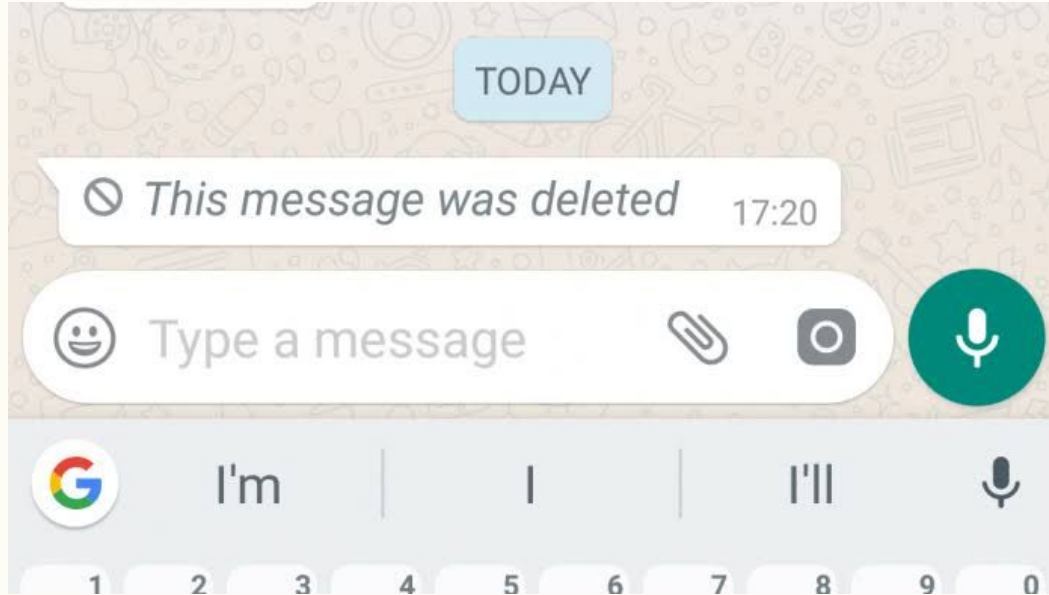 TODAY
This message was deleted 17:20
Type a message
I'm I I'll
1 2 3 4 5 6 7 8 9 0